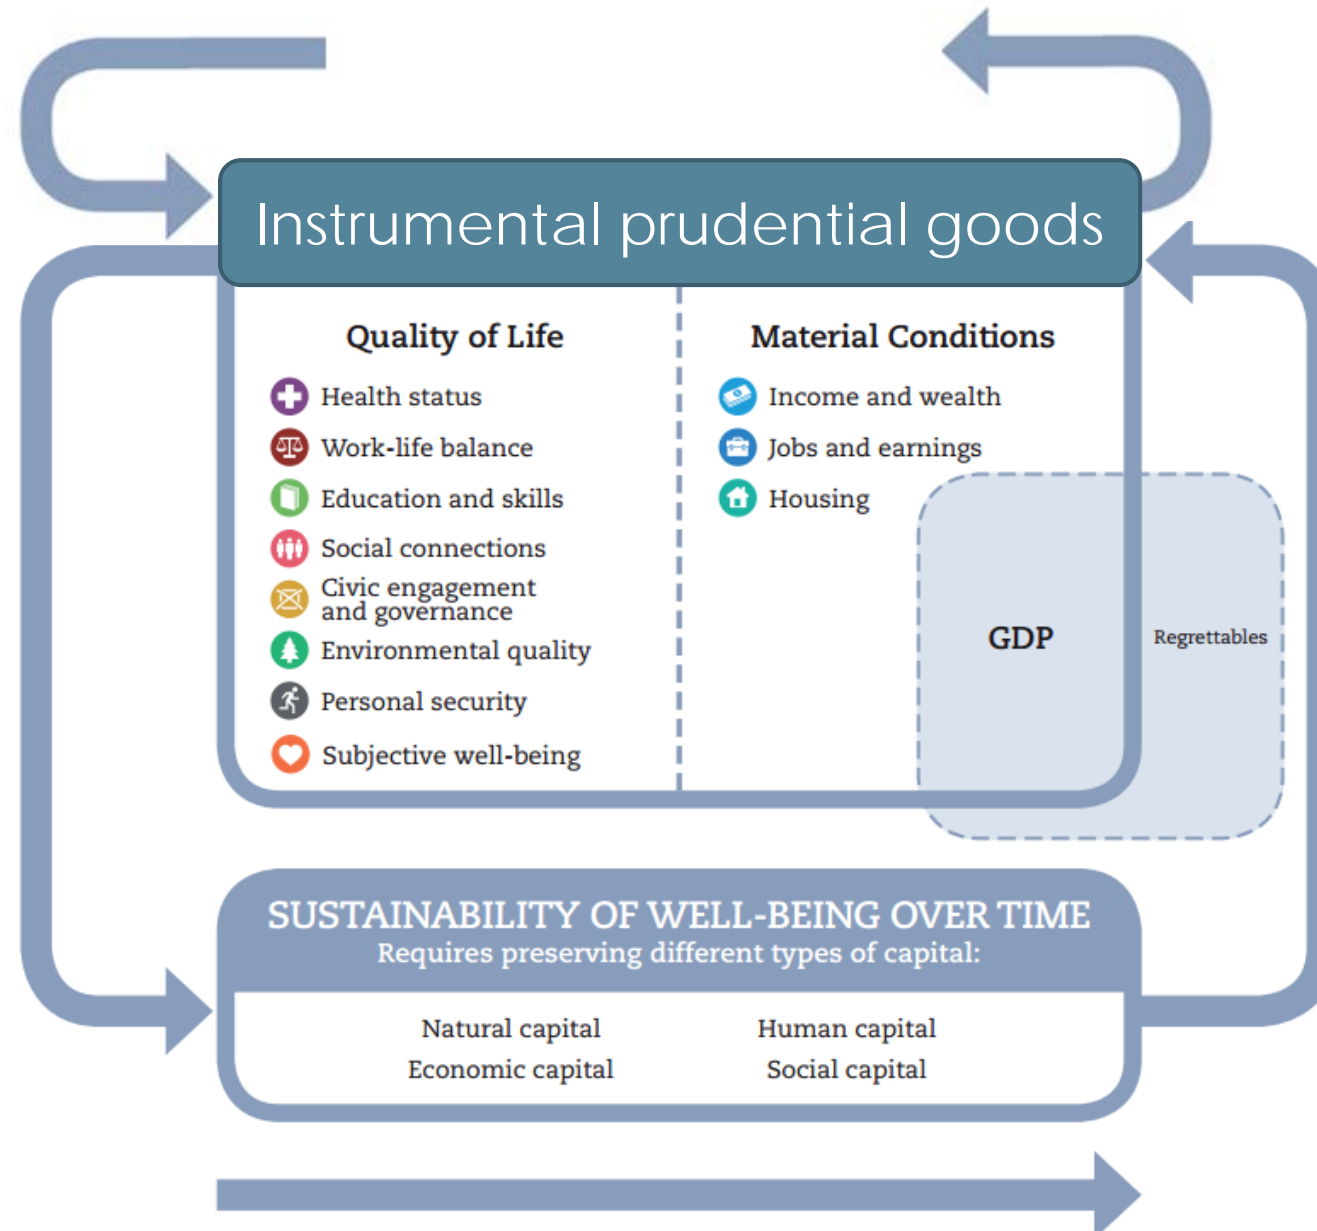 Instrumental prudential goods
Quality of Life
Health status
Work-life balance
Education and skills
Social connections
Civic engagement
and governance
Environmental quality
Personal security
Subjective well-being
Material Conditions
Income and wealth
Jobs and earnings
Housing
GDP
Regrettables
SUSTAINABILITY OF WELL-BEING OVER TIME
Requires preserving different types of capital:
Natural capital
Human capital
Economic capital
Social capital